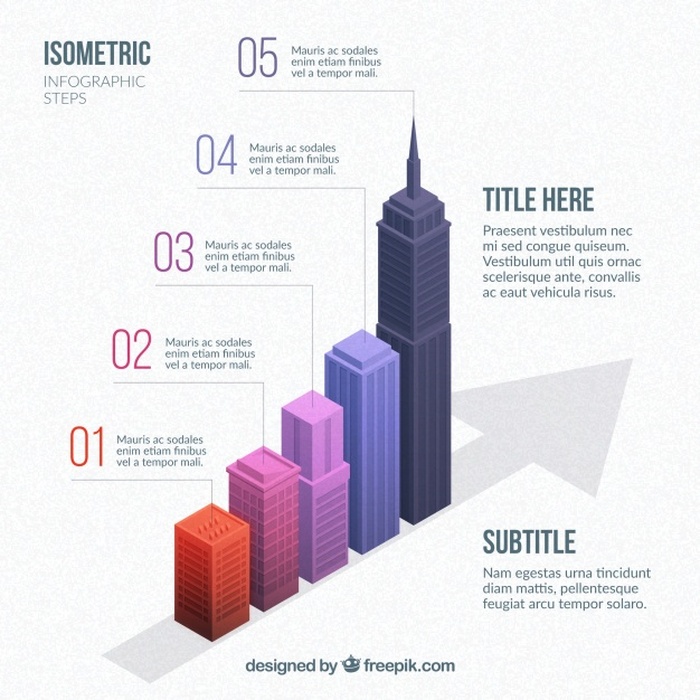 ISOMETRIC
INFOGRAPHIC
STEPS
05
Mauris ac sodales
enim etiam finibus
vel a tempor mali.
04
Mauris ac sodales
enim etiam finibus
vel a tempor mali.
03
Mauris ac sodales
enim etiam finibus
vel a tempor mali.
02
Mauris ac sodales
enim etiam finibus
vel a tempor mali.
01
Mauris ac sodales
enim etiam finibus
vel a tempor mali.
TITLE HERE
Praesent vestibulum nec
mi sed congue quiseum.
Vestibulum util quis ornac
scelerisque ante, convallis
ac eaut vehicula risus.
SUBTITLE
Nam egestas urna tincidunt
diam mattis, pellentesque
feugiat arcu tempor solaro.
designed by freepik.com